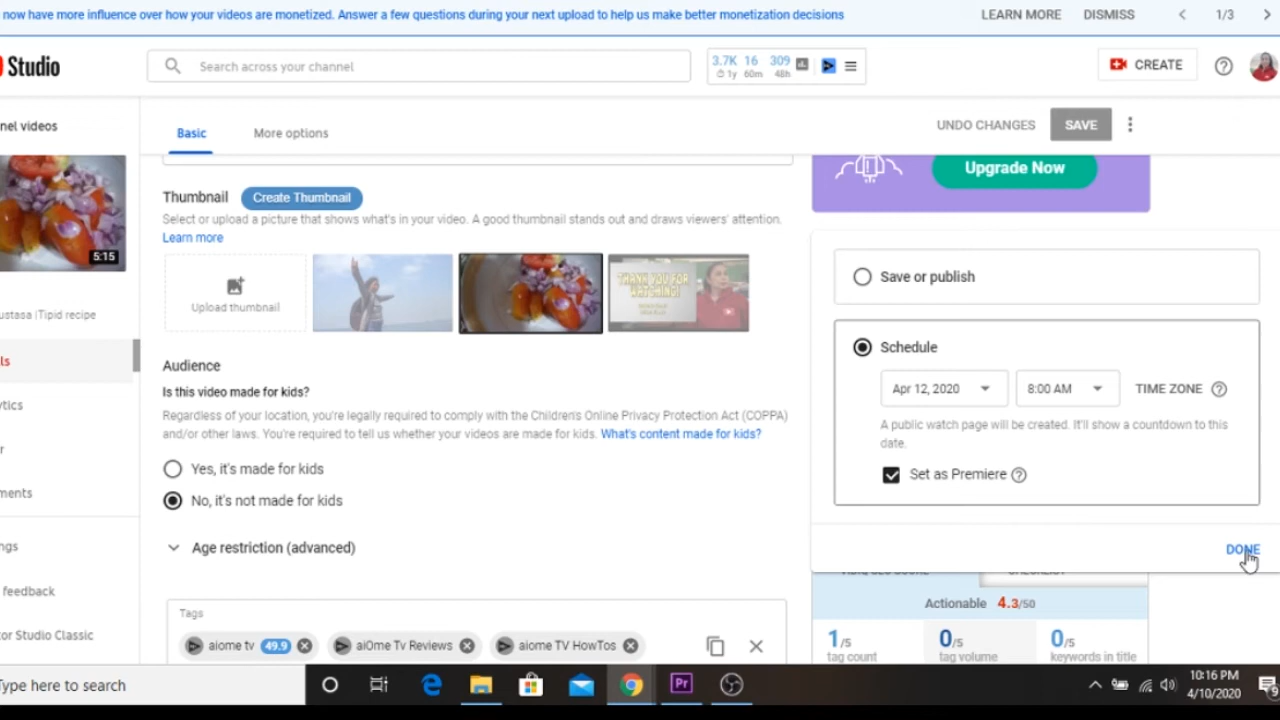 now have more influence over how your videos are monetized. Answer a few questions during your next upload to help us make better monetization decisions
LEARN MORE
DISMISS
1/3
Studio
Search across your channel
3.7K 16 309
1y 60m 48h
CREATE
nel videos
Basic
More options
UNDO CHANGES
SAVE
5:15
ustasa |Tipid recipe
ls
tics
r
ments
ngs
feedback
tor Studio Classic
Thumbnail
Create Thumbnail
Select or upload a picture that shows what's in your video. A good thumbnail stands out and draws viewers' attention.
Learn more
Upload thumbnail
THANK YOU FOR
WATCHING!
Audience
Is this video made for kids?
Regardless of your location, you're legally required to comply with the Children's Online Privacy Protection Act (COPPA)
and/or other laws. You're required to tell us whether your videos are made for kids. What's content made for kids?
Yes, it's made for kids
No, it's not made for kids
Age restriction (advanced)
Tags
aiome tv 49.9
aiOme Tv Reviews
aiome TV HowTos
Upgrade Now
Save or publish
Schedule
Apr 12, 2020
8:00 AM
TIME ZONE
A public watch page will be created. It'll show a countdown to this
date.
Set as Premiere
DONE
Actionable 4.3/50
1/5
tag count
0/5
tag volume
0/5
keywords in title
Type here to search
Pr
10:16 PM
4/10/2020
9